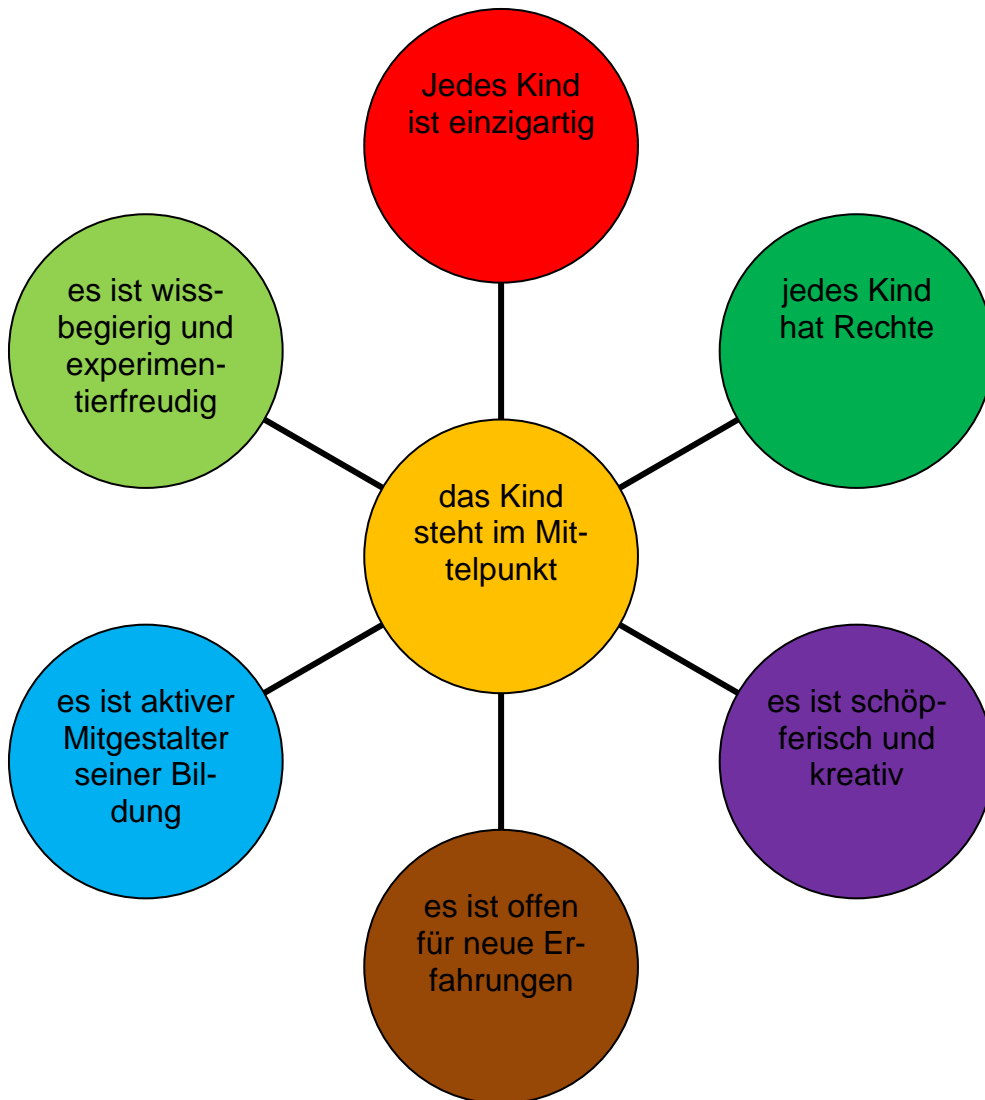 Jedes Kind
ist einzigartig
jedes Kind
hat Rechte
es ist schöp-
ferisch und
kreativ
es ist offen
für neue Er-
fahrungen
es ist aktiver
Mitgestalter
seiner Bil-
dung
es ist wiss-
begierig und
experimen-
tierfreudig
das Kind
steht im Mit-
telpunkt